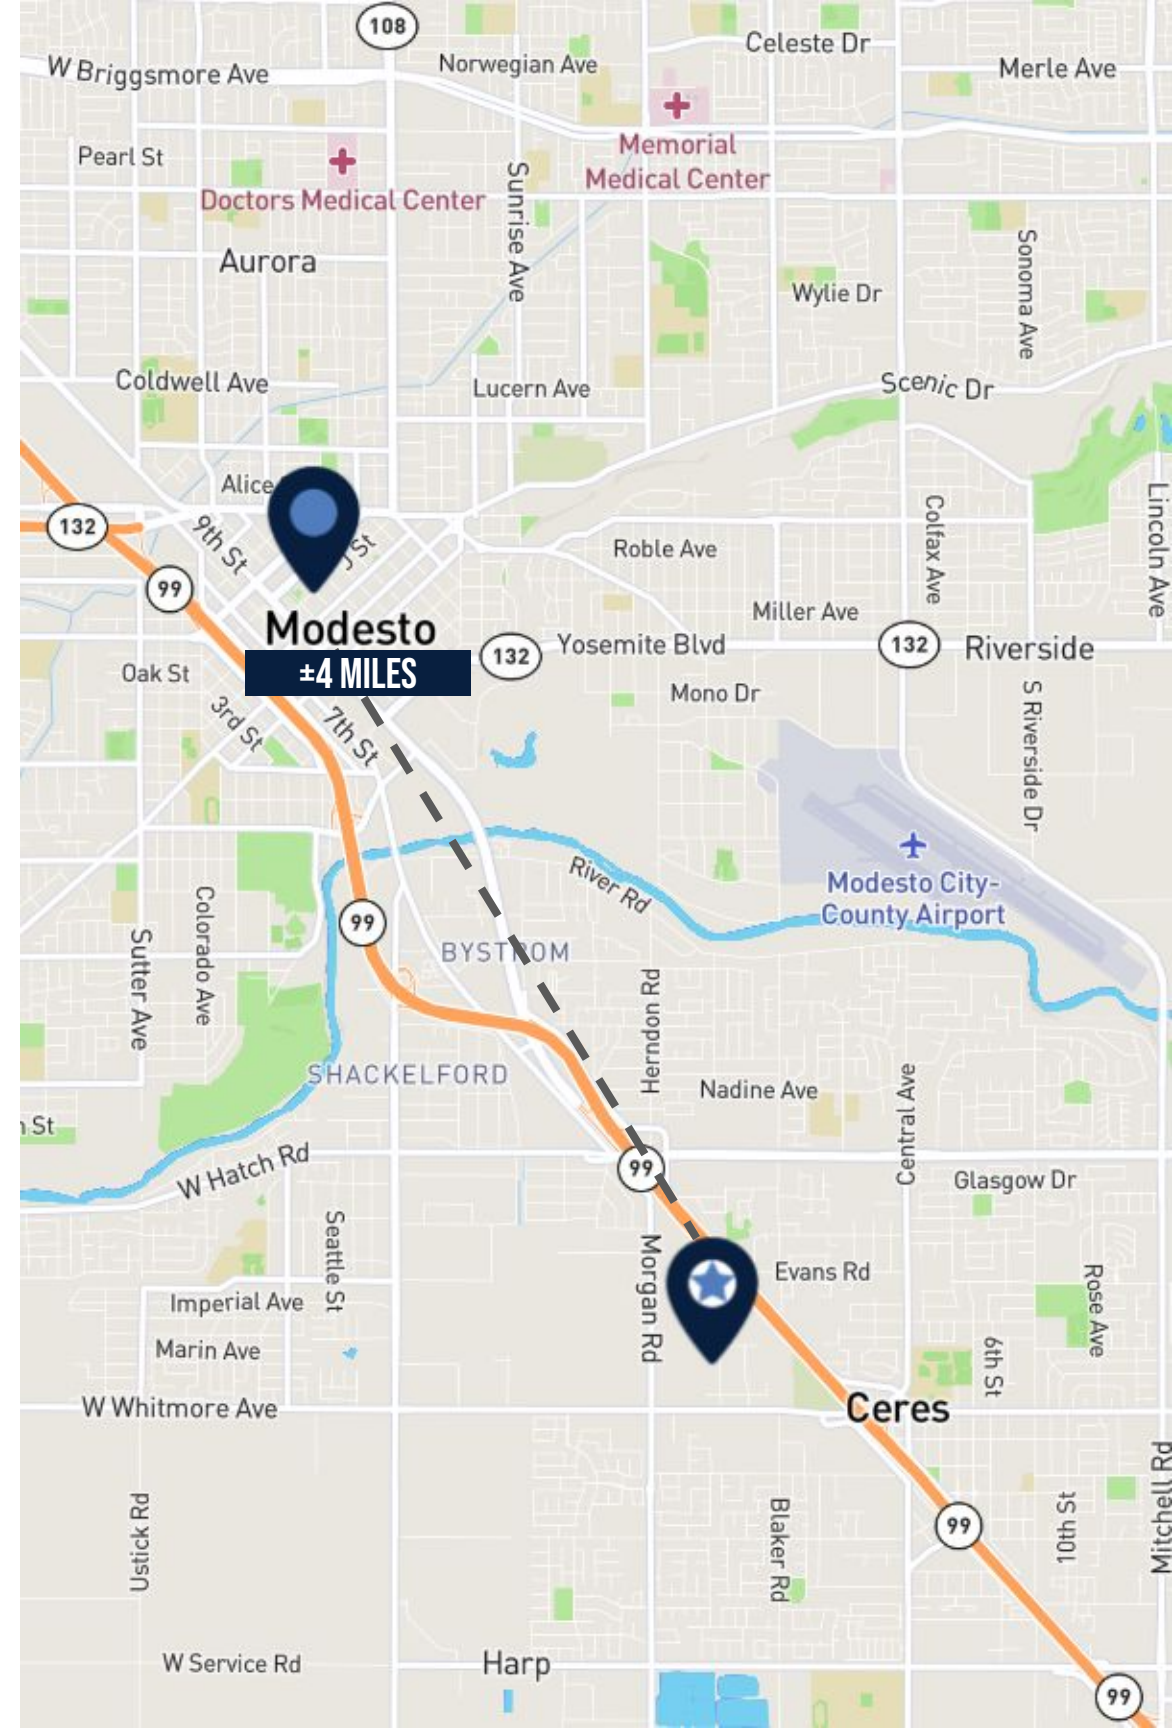 108
Celeste Dr
Norwegian Ave
W Briggsmore Ave
Merle Ave
Memorial
Medical Center
Pearl St
Doctors Medical Center
Sunrise Ave
Aurora
Sonoma Ave
Wylie Dr
Coldwell Ave
Lucern Ave
Scenic Dr
Alice
9th St
J St
132
Colfax Ave
Lincoln Ave
Roble Ave
99
Miller Ave
Modesto
132
Yosemite Blvd
132
Riverside
±4 MILES
Oak St
Mono Dr
3rd St
7th St
S Riverside Dr
River Rd
Modesto City-
County Airport
Colorado Ave
99
Sutter Ave
BYSTROM
Herndon Rd
SHACKELFORD
Nadine Ave
Central Ave
St
W Hatch Rd
99
Glasgow Dr
Seattle St
Morgan Rd
Evans Rd
Rose Ave
Imperial Ave
Marin Ave
6th St
W Whitmore Ave
Ceres
Ustick Rd
Blaker Rd
99
10th St
Mitchell Rd
W Service Rd
Harp
99